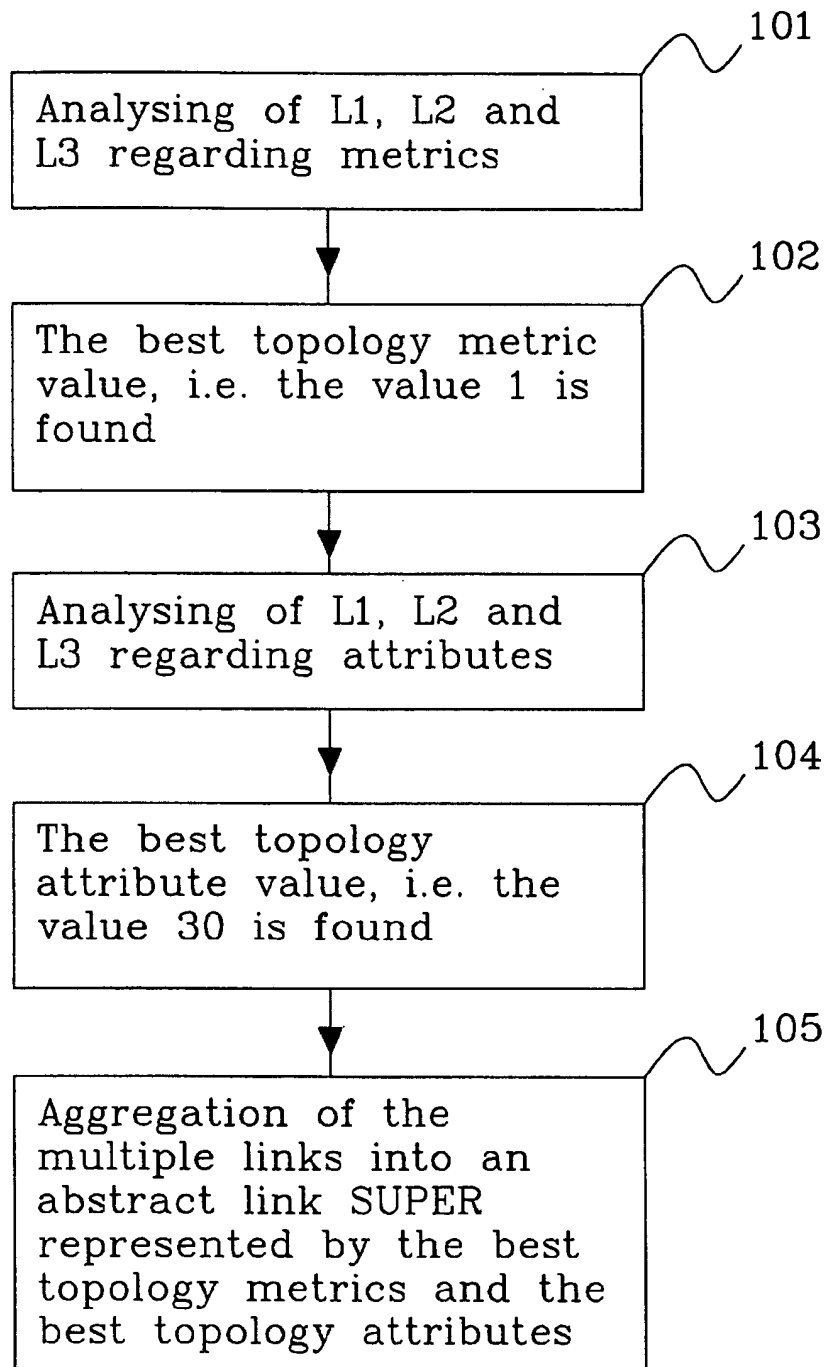 101
Analysing of L1, L2 and
L3 regarding metrics
102
The best topology metric
value, i.e. the value 1 is
found
103
Analysing of L1, L2 and
L3 regarding attributes
104
The best topology
attribute value, i.e. the
value 30 is found
105
Aggregation of the
multiple links into an
abstract link SUPER
represented by the best
topology metrics and the
best topology attributes